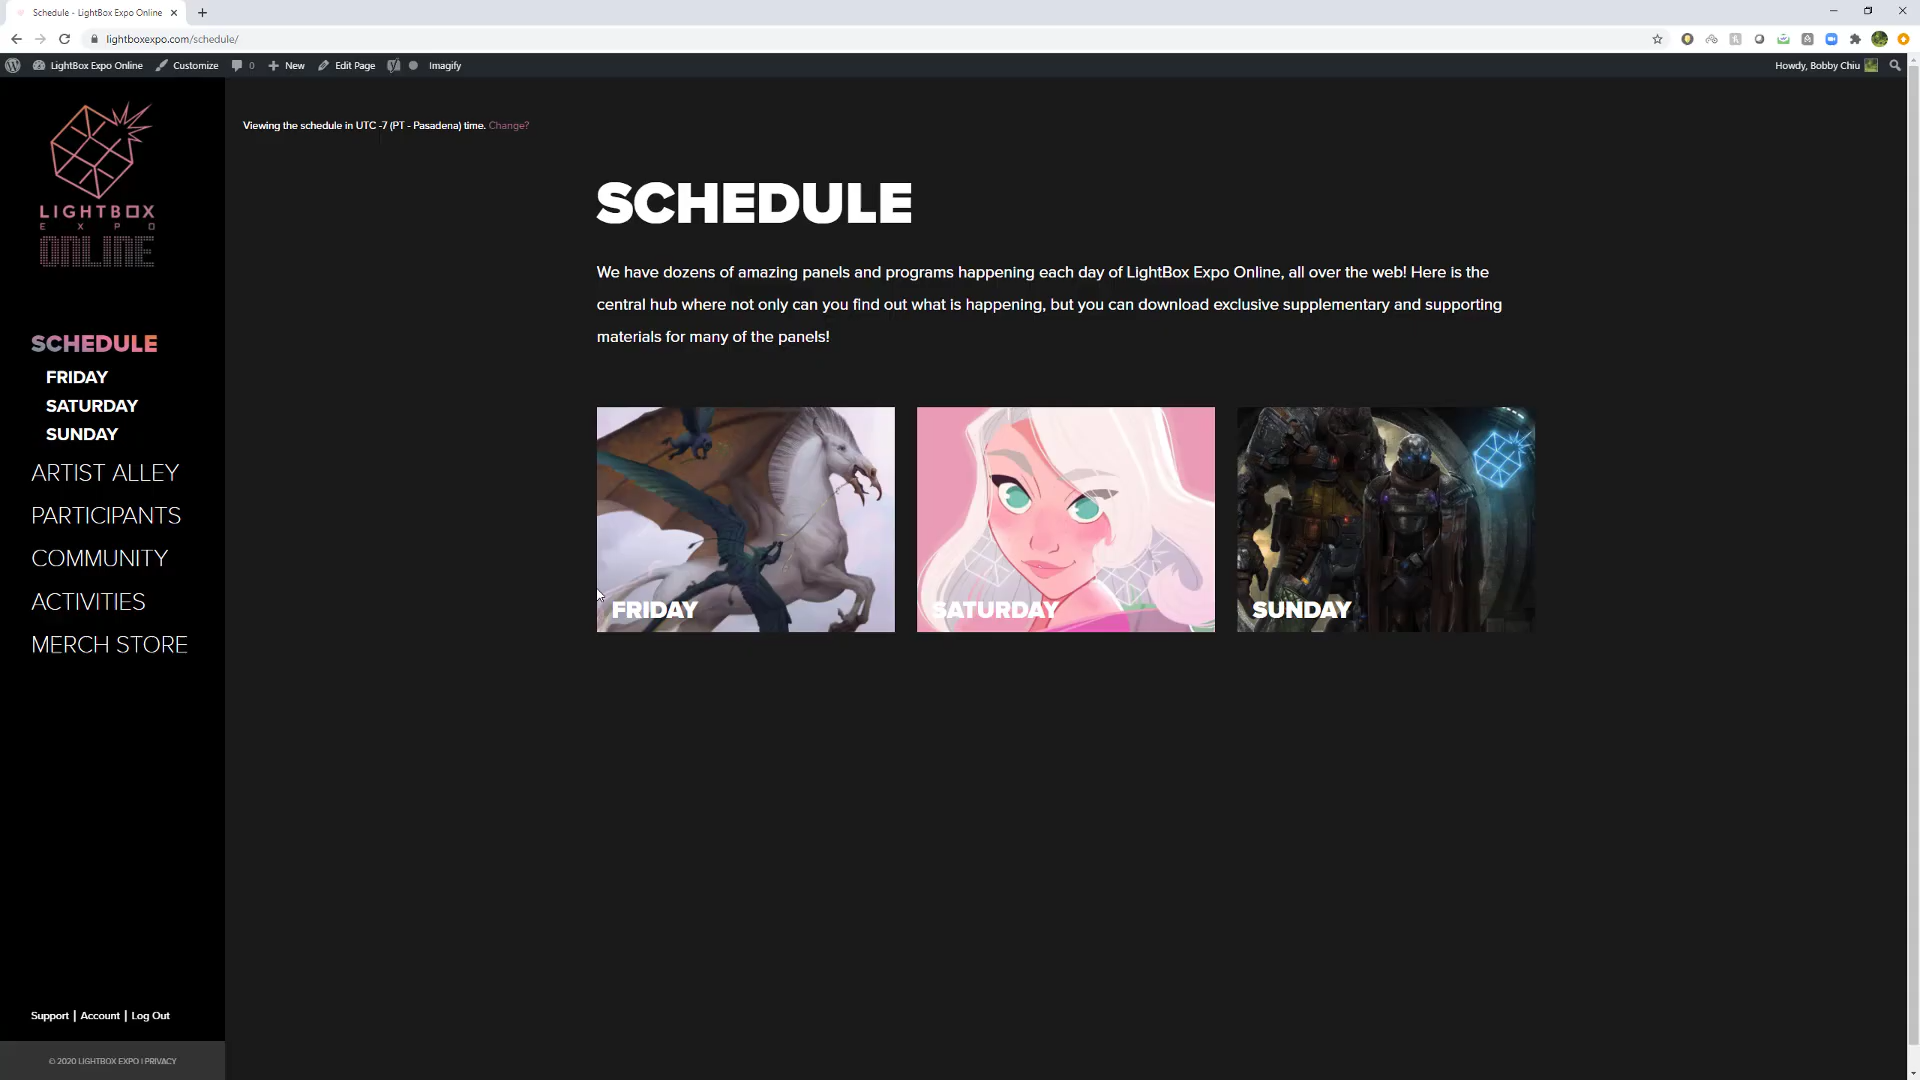 Schedule - LightBox Expo Online
lightboxexpo.com/schedule/
LightBox Expo Online Customize 0 New Edit Page Imagify
Howdy, Bobby Chiu
LIGHTBOX
EXPO
ONLINE
SCHEDULE
FRIDAY
SATURDAY
SUNDAY
ARTIST ALLEY
PARTICIPANTS
COMMUNITY
ACTIVITIES
MERCH STORE
Support | Account | Log Out
© 2020 LIGHTBOX EXPO | PRIVACY
Viewing the schedule in UTC -7 (PT - Pasadena) time. Change?
SCHEDULE
We have dozens of amazing panels and programs happening each day of LightBox Expo Online, all over the web! Here is the
central hub where not only can you find out what is happening, but you can download exclusive supplementary and supporting
materials for many of the panels!
FRIDAY
SATURDAY
SUNDAY